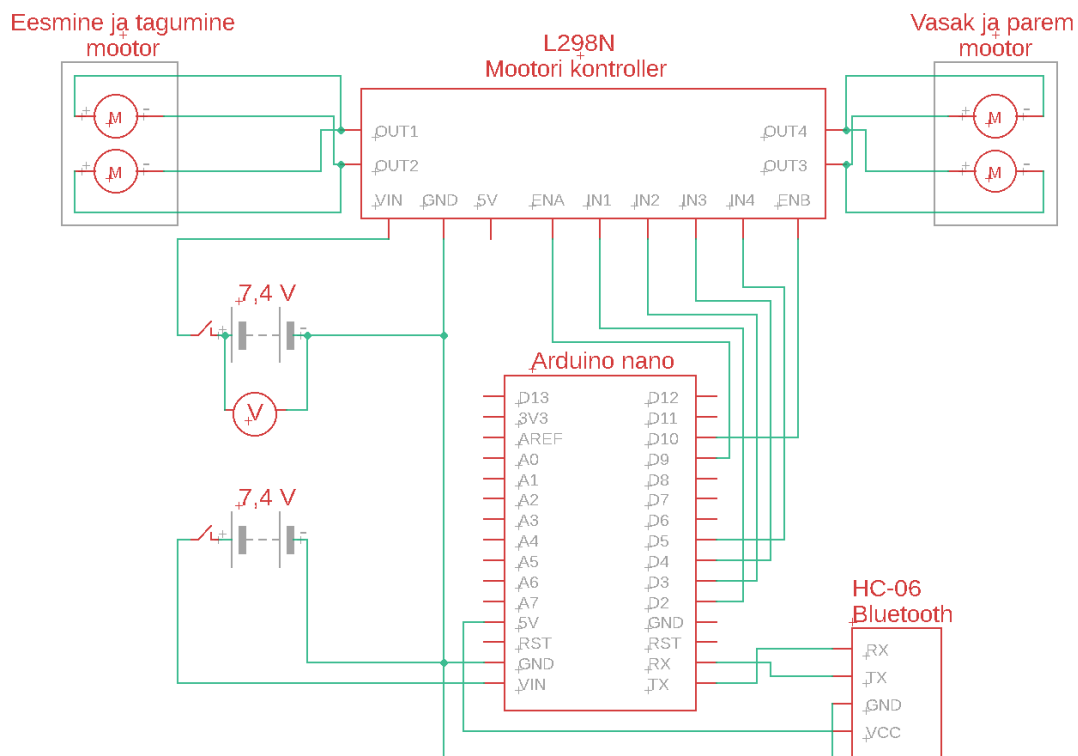 Eesmine ja tagumine
mootor
Vasak ja parem
mootor
L298N
Mootori kontroller
M
M
OUT1
OUT2
OUT4
OUT3
M
M
VIN
GND
5V
ENA
IN1
IN2
IN3
IN4
ENB
7,4 V
V
7,4 V
Arduino nano
D13
3V3
AREF
A0
A1
A2
A3
A4
A5
A6
A7
5V
RST
GND
VIN
D12
D11
D10
D9
D8
D7
D6
D5
D4
D3
D2
GND
RST
RX
TX
HC-06
Bluetooth
RX
TX
GND
VCC